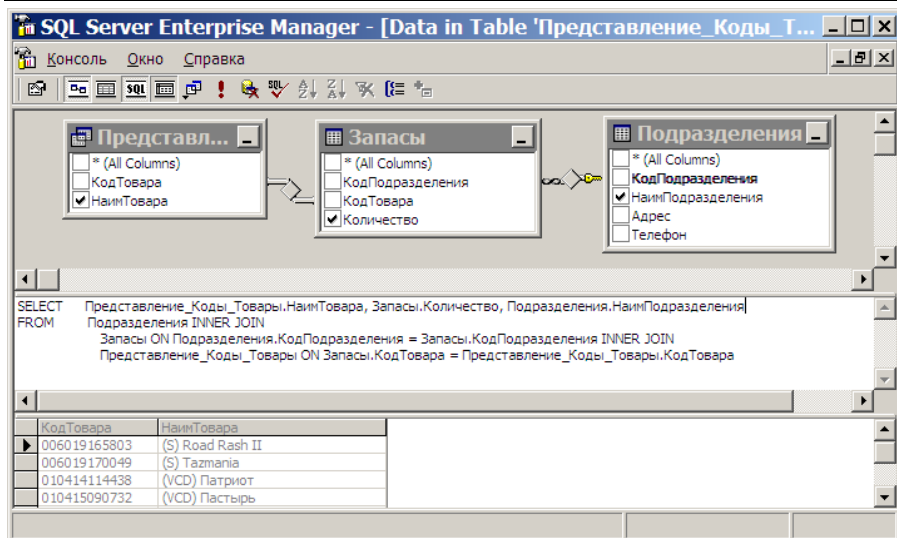 SQL Server Enterprise Manager - [Data in Table 'Представление_Коды_Т...
Консоль Окно Справка
SQL SQL
Представл...
* (All Columns)
КодТовара
НаимТовара
Запасы
* (All Columns)
КодПодразделения
КодТовара
Количество
Подразделения
* (All Columns)
КодПодразделения
НаимПодразделения
Адрес
Телефон
SELECT Представление_Коды_Товары.НаимТовара, Запасы.Количество, Подразделения.НаимПодразделения
FROM Подразделения INNER JOIN
Запасы ON Подразделения.КодПодразделения = Запасы.КодПодразделения INNER JOIN
Представление_Коды_Товары ON Запасы.КодТовара = Представление_Коды_Товары.КодТовара
КодТовара НаимТовара
006019165803 (S) Road Rash II
006019170049 (S) Tazmania
010414114438 (VCD) Патриот
010415090732 (VCD) Пастырь